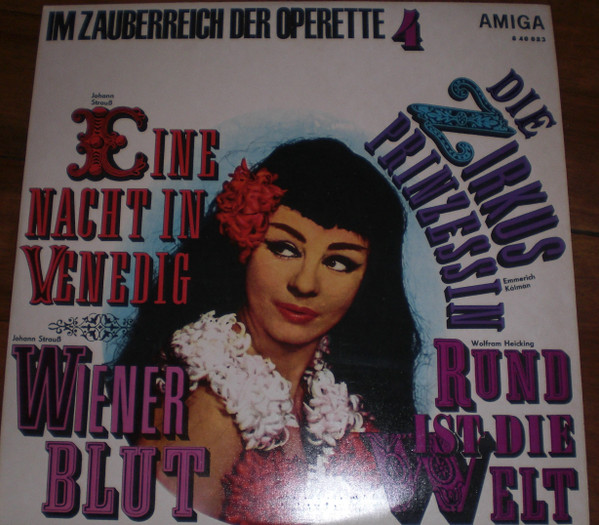 IM ZAUBERREICH DER OPERETTE 4
AMIGA
8 40 023
Johann
Strauß
EINE
NACHT IN
VENEDIG
DIE
ZIRKUS
PRINZESSIN
Emmerich
Kálmán
Johann Strauß
WIENER
BLUT
Wolfram Heicking
RUND
IST DIE
WELT